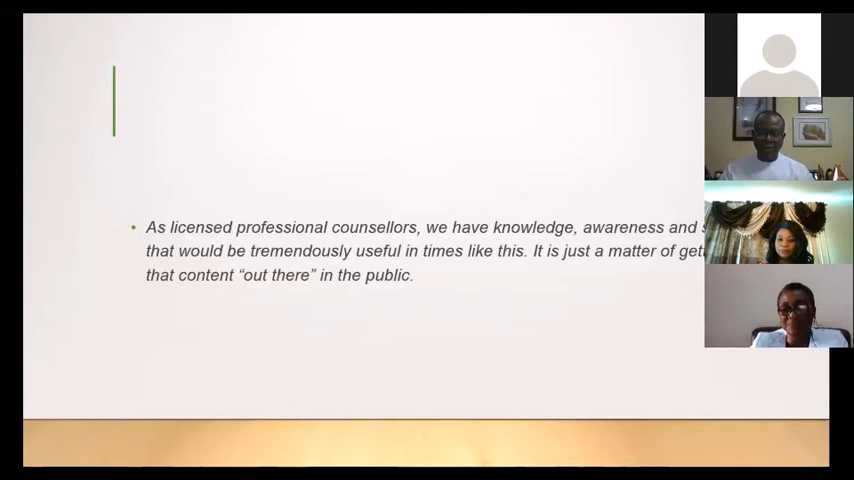 As licensed professional counsellors, we have knowledge, awareness and
that would be tremendously useful in times like this. It is just a matter of
that content “out there” in the public.